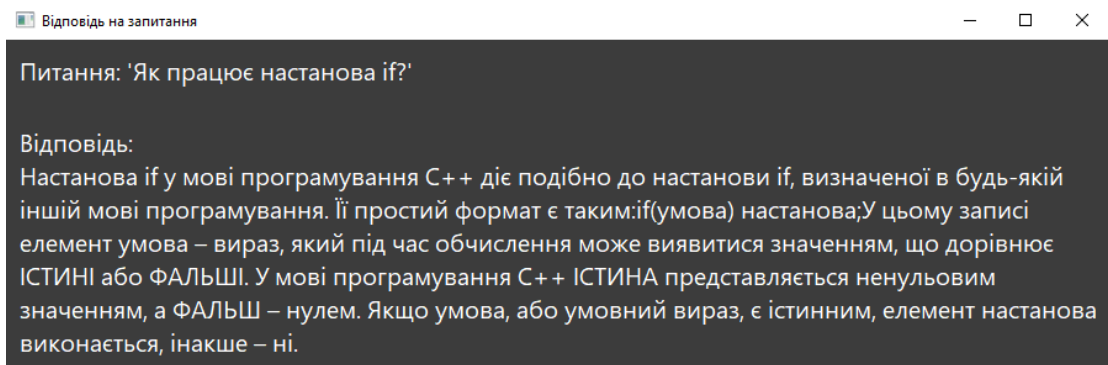 Відповідь на запитання
Питання: 'Як працює настанова if?'
Відповідь:
Настанова if у мові програмування C++ діє подібно до настанови if, визначеної в будь-якій
іншій мові програмування. Її простий формат є таким:if(умова) настанова;У цьому записі
елемент умова – вираз, який під час обчислення може виявитися значенням, що дорівнює
ІСТИНІ або ФАЛЬШІ. У мові програмування C++ ІСТИНА представляється ненульовим
значенням, а ФАЛЬШ – нулем. Якщо умова, або умовний вираз, є істинним, елемент настанова
виконається, інакше – ні.